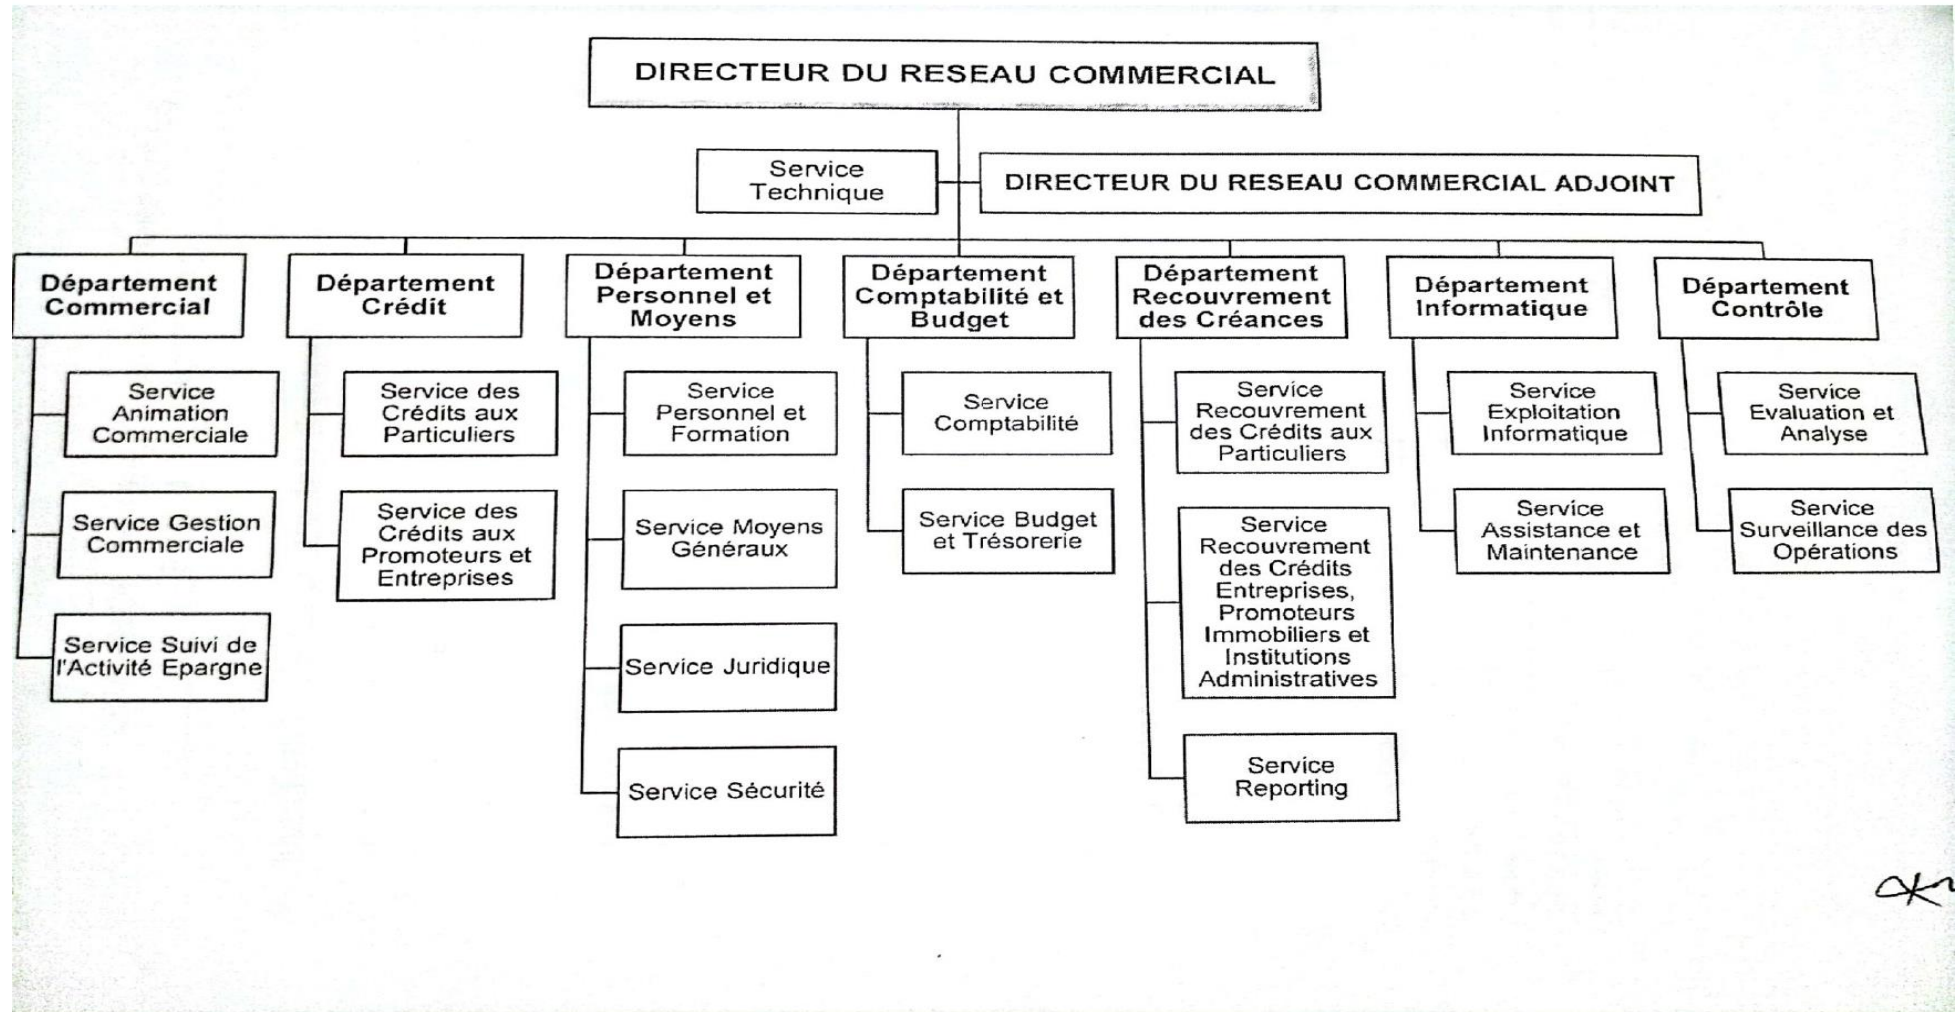 DIRECTEUR DU RESEAU COMMERCIAL
Service
Technique
DIRECTEUR DU RESEAU COMMERCIAL ADJOINT
Département
Commercial
Service
Animation
Commerciale
Service Gestion
Commerciale
Service Suivi de
l'Activité Epargne
Département
Crédit
Service des
Crédits aux
Particuliers
Service des
Crédits aux
Promoteurs et
Entreprises
Département
Personnel et
Moyens
Service
Personnel et
Formation
Service Moyens
Généraux
Service Juridique
Service Sécurité
Département
Comptabilité et
Budget
Service
Comptabilité
Service Budget
et Trésorerie
Département
Recouvrement
des Créances
Service
Recouvrement
des Crédits aux
Particuliers
Service
Recouvrement
des Crédits
Entreprises,
Promoteurs
Immobiliers et
Institutions
Administratives
Service
Reporting
Département
Informatique
Service
Exploitation
Informatique
Service
Assistance et
Maintenance
Département
Contrôle
Service
Evaluation et
Analyse
Service
Surveillance des
Opérations